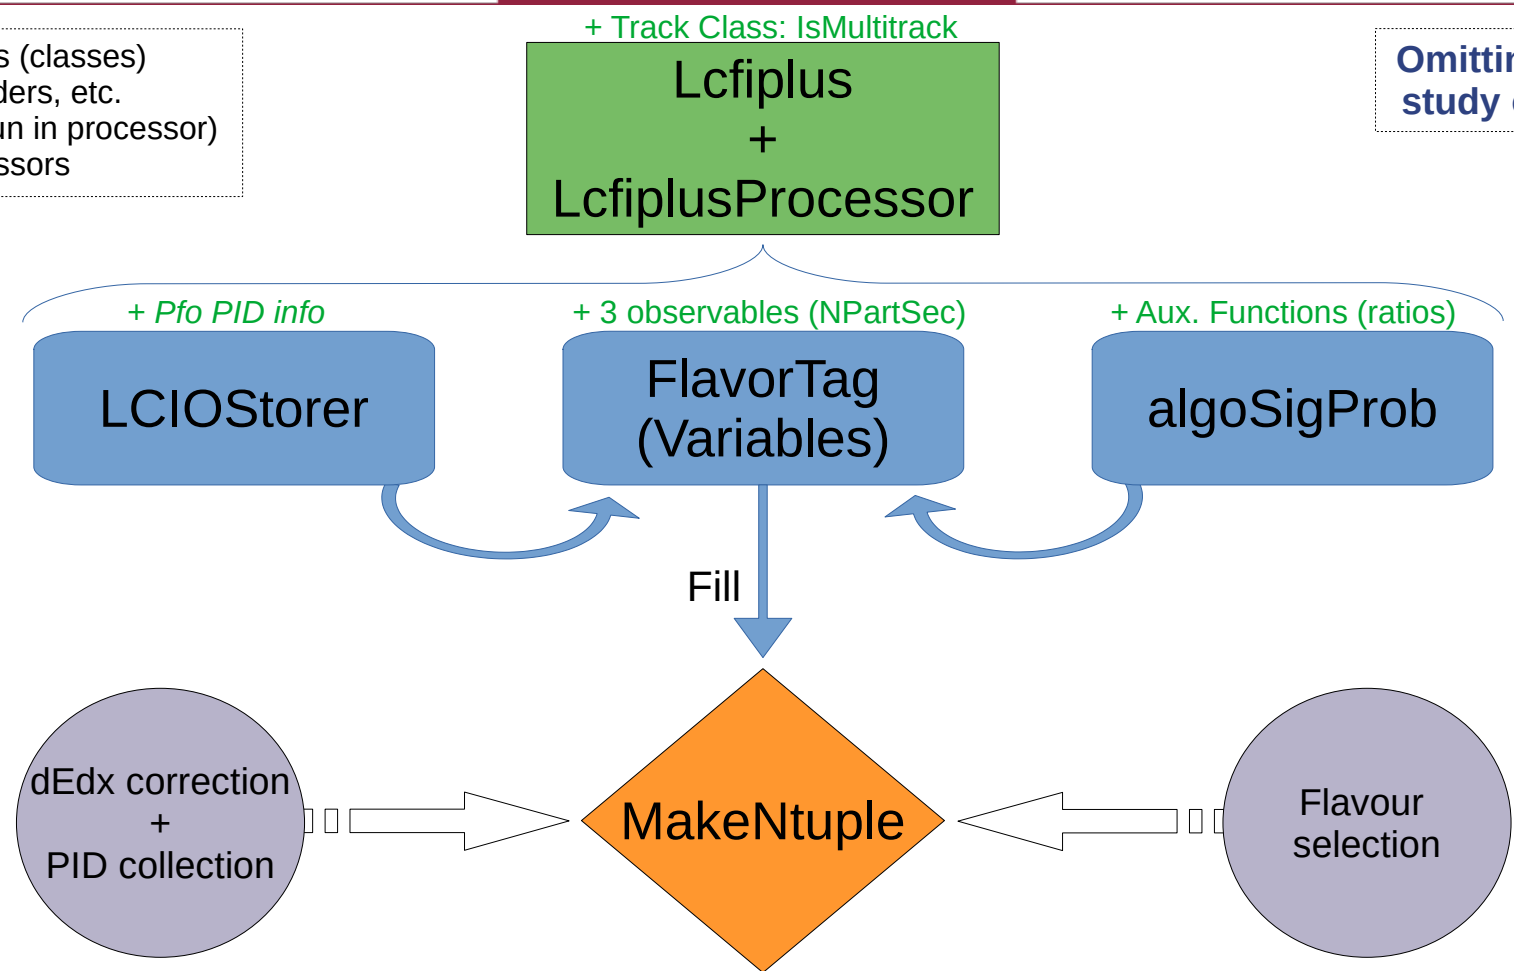 + Track Class: IsMultitrack
s (classes)
ders, etc.
un in processor)
ssors
Lcfiplus
+
LcfiplusProcessor
Omittin
study
+ Pfo PID info
+ 3 observables (NPartSec)
+ Aux. Functions (ratios)
LCIOStorer
FlavorTag
(Variables)
algoSigProb
Fill
dEdx correction
+
PID collection
MakeNtuple
Flavour
selection